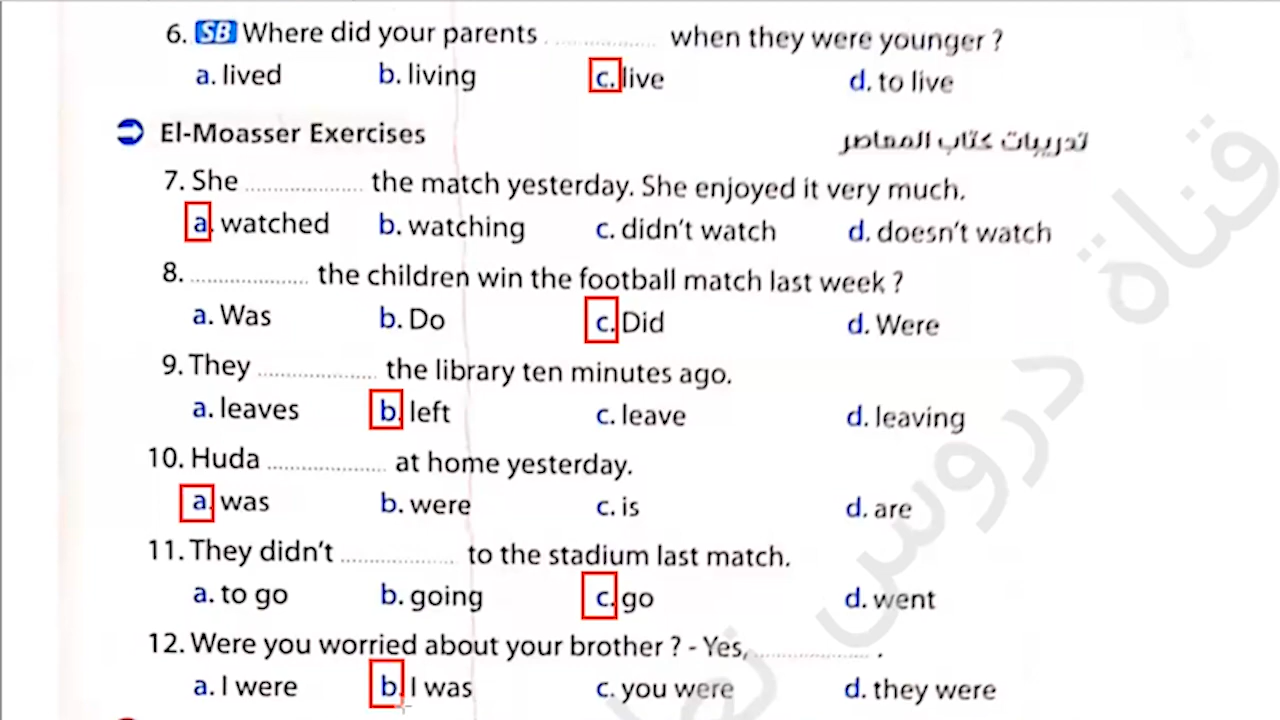 6. SB Where did your parents ............... when they were younger ?
a. lived b. living c. live d. to live
El-Moasser Exercises تدريبات كتاب المعاصر
7. She ............... the match yesterday. She enjoyed it very much.
a. watched b. watching c. didn't watch d. doesn't watch
8. ............... the children win the football match last week ?
a. Was b. Do c. Did d. Were
9. They ............... the library ten minutes ago.
a. leaves b. left c. leave d. leaving
10. Huda ............... at home yesterday.
a. was b. were c. is d. are
11. They didn't ............... to the stadium last match.
a. to go b. going c. go d. went
12. Were you worried about your brother ? - Yes, ............... .
a. I were b. I was c. you were d. they were
قناة دروس